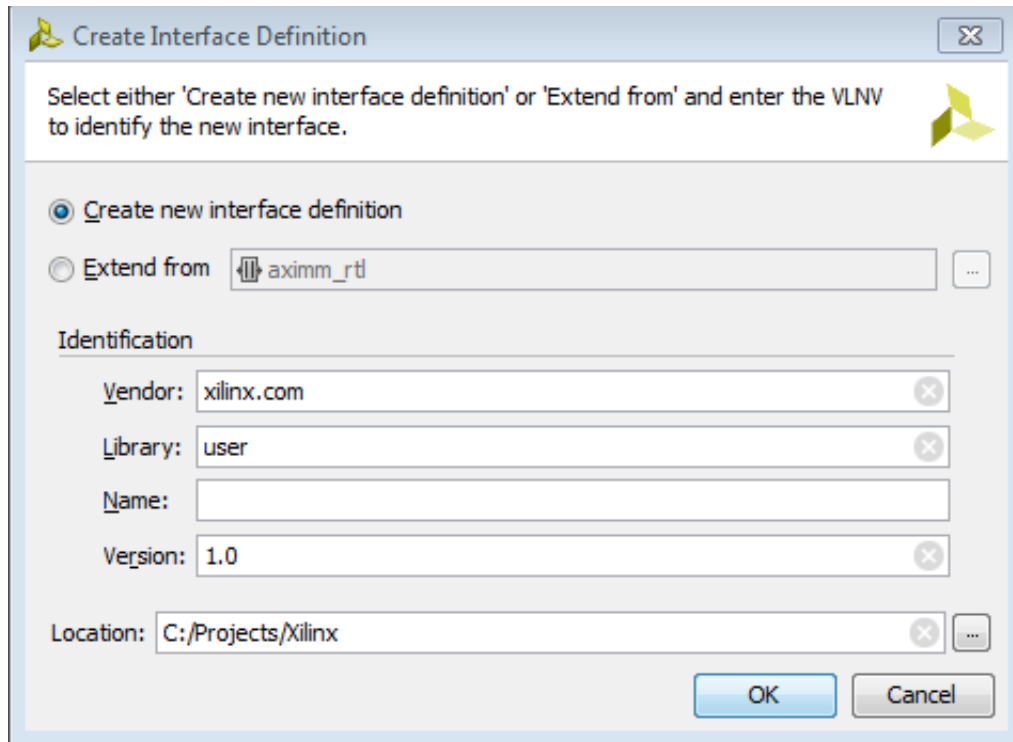 Create Interface Definition
Select either 'Create new interface definition' or 'Extend from' and enter the VLNV
to identify the new interface.
Create new interface definition
Extend from aximm_rtl ...
Identification
Vendor: xilinx.com
Library: user
Name:
Version: 1.0
Location: C:/Projects/Xilinx ...
OK Cancel